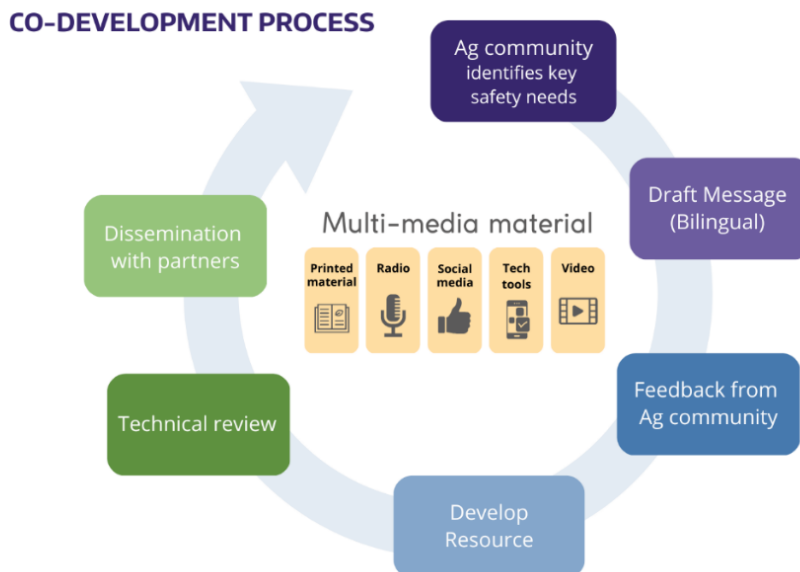 CO-DEVELOPMENT PROCESS
Ag community
identifies key
safety needs
Draft Message
(Bilingual)
Feedback from
Ag community
Develop
Resource
Technical review
Dissemination
with partners
Multi-media material
Printed
material
Radio
Social
media
Tech
tools
Video